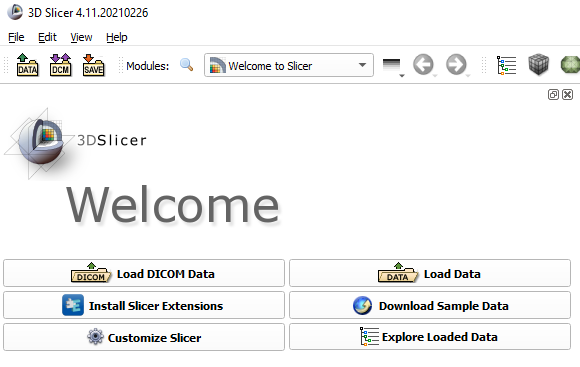 3D Slicer 4.11.20210226
File Edit View Help
DATA DCM SAVE Modules: Welcome to Slicer
3DSlicer
Welcome
DICOM Load DICOM Data DATA Load Data
Install Slicer Extensions Download Sample Data
Customize Slicer Explore Loaded Data